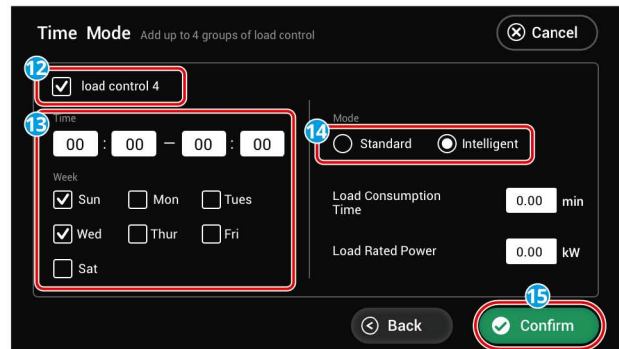 Time Mode Add up to 4 groups of load control
Cancel
12
load control 4
13
Time
00 : 00 – 00 : 00
Week
Sun Mon Tues
Wed Thur Fri
Sat
14
Mode
Standard Intelligent
Load Consumption
Time
0.00 min
Load Rated Power 0.00 kW
15
Back Confirm